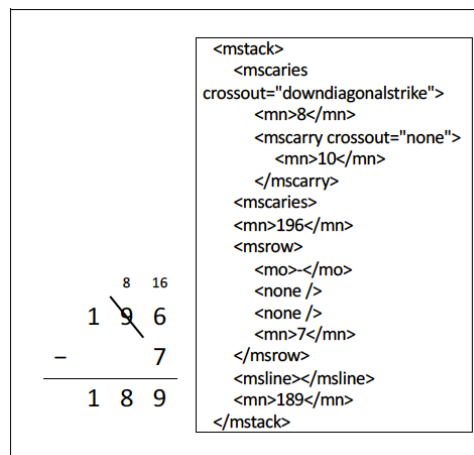 8 16
1 9 6
– 7
1 8 9
<mstack>
<mscaries
crossout="downdiagonalstrike">
<mn>8</mn>
<mscarry crossout="none">
<mn>10</mn>
</mscarry>
<mscaries>
<mn>196</mn>
<msrow>
<mo>-</mo>
<none />
<none />
<mn>7</mn>
</msrow>
<msline></msline>
<mn>189</mn>
</mstack>